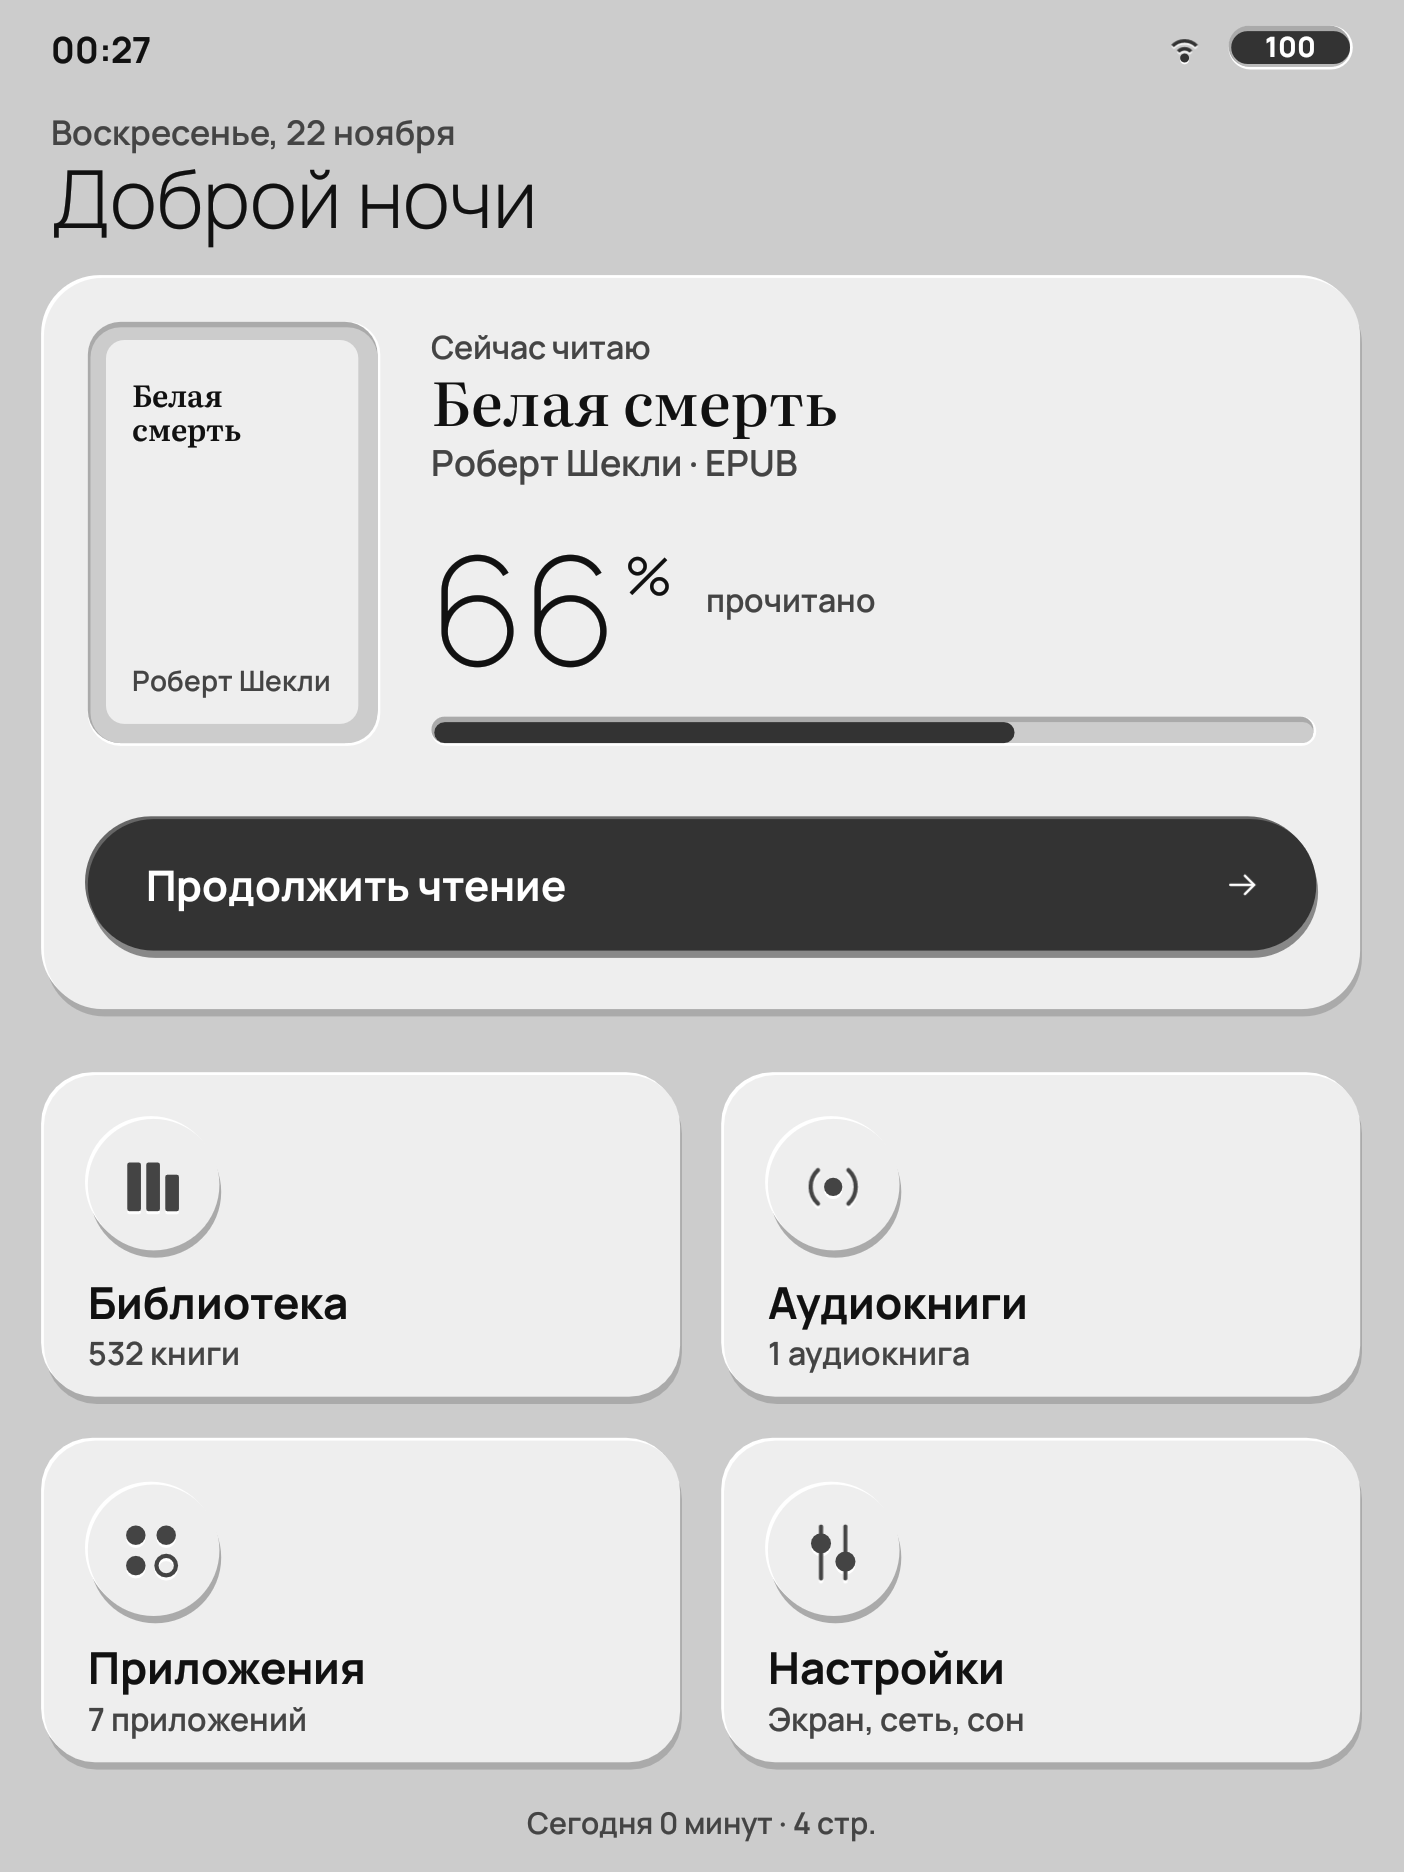 00:27
100
Воскресенье, 22 ноября
Доброй ночи
Белая
смерть
Роберт Шекли
Сейчас читаю
Белая смерть
Роберт Шекли · EPUB
66% прочитано
Продолжить чтение →
Библиотека
532 книги
Аудиокниги
1 аудиокнига
Приложения
7 приложений
Настройки
Экран, сеть, сон
Сегодня 0 минут · 4 стр.